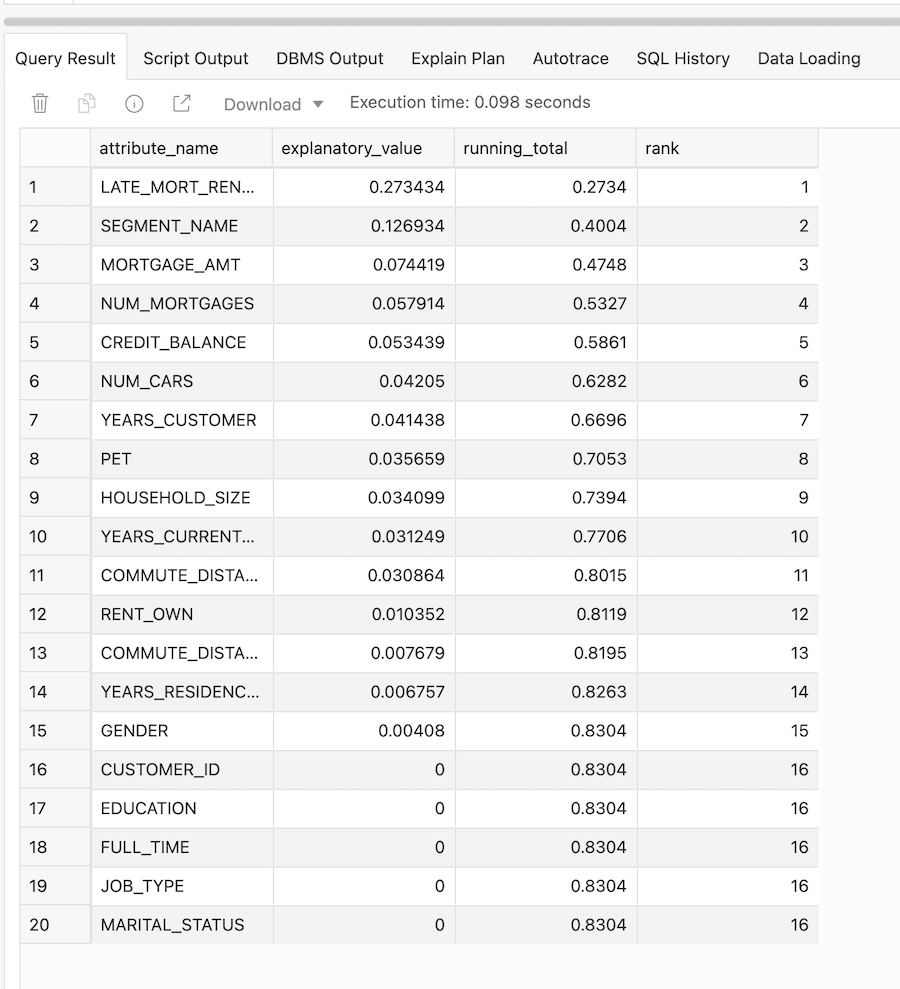 Query Result Script Output DBMS Output Explain Plan Autotrace SQL History Data Loading
Download Execution time: 0.098 seconds
attribute_name explanatory_value running_total rank
1 LATE_MORT_REN... 0.273434 0.2734 1
2 SEGMENT_NAME 0.126934 0.4004 2
3 MORTGAGE_AMT 0.074419 0.4748 3
4 NUM_MORTGAGES 0.057914 0.5327 4
5 CREDIT_BALANCE 0.053439 0.5861 5
6 NUM_CARS 0.04205 0.6282 6
7 YEARS_CUSTOMER 0.041438 0.6696 7
8 PET 0.035659 0.7053 8
9 HOUSEHOLD_SIZE 0.034099 0.7394 9
10 YEARS_CURRENT... 0.031249 0.7706 10
11 COMMUTE_DISTA... 0.030864 0.8015 11
12 RENT_OWN 0.010352 0.8119 12
13 COMMUTE_DISTA... 0.007679 0.8195 13
14 YEARS_RESIDENC... 0.006757 0.8263 14
15 GENDER 0.00408 0.8304 15
16 CUSTOMER_ID 0 0.8304 16
17 EDUCATION 0 0.8304 16
18 FULL_TIME 0 0.8304 16
19 JOB_TYPE 0 0.8304 16
20 MARITAL_STATUS 0 0.8304 16